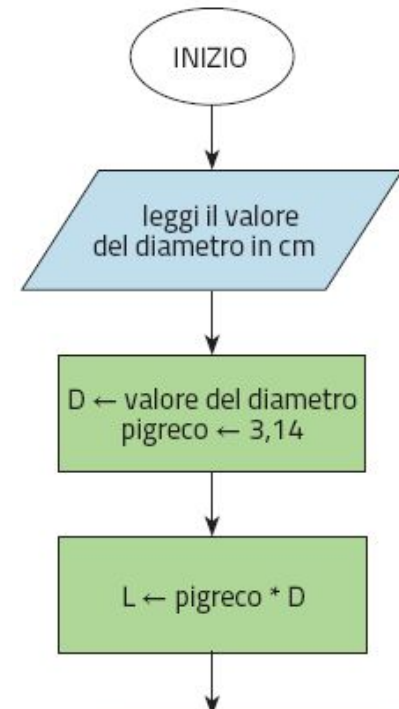 INIZIO
leggi il valore
del diametro in cm
D ← valore del diametro
pigreco ← 3,14
L ← pigreco * D